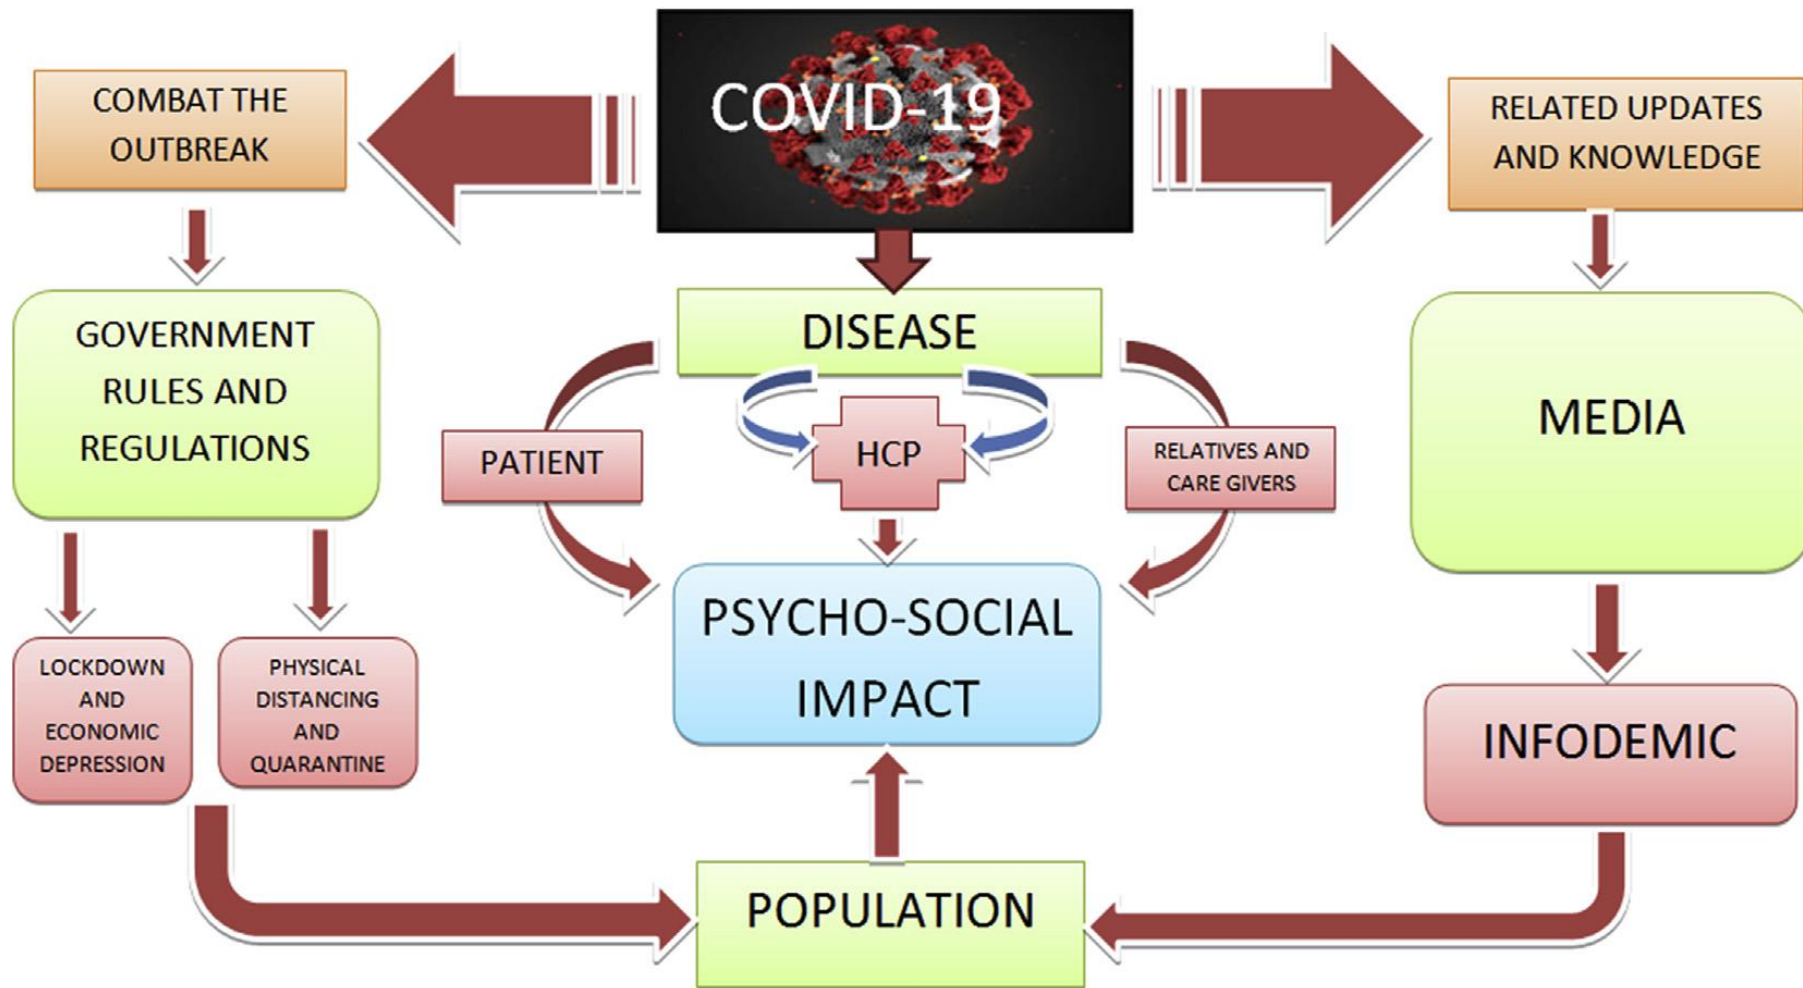 COVID-19
COMBAT THE
OUTBREAK
RELATED UPDATES
AND KNOWLEDGE
GOVERNMENT
RULES AND
REGULATIONS
DISEASE
MEDIA
PATIENT
HCP
RELATIVES AND
CARE GIVERS
PSYCHO-SOCIAL
IMPACT
LOCKDOWN
AND
ECONOMIC
DEPRESSION
PHYSICAL
DISTANCING
AND
QUARANTINE
INFODEMIC
POPULATION